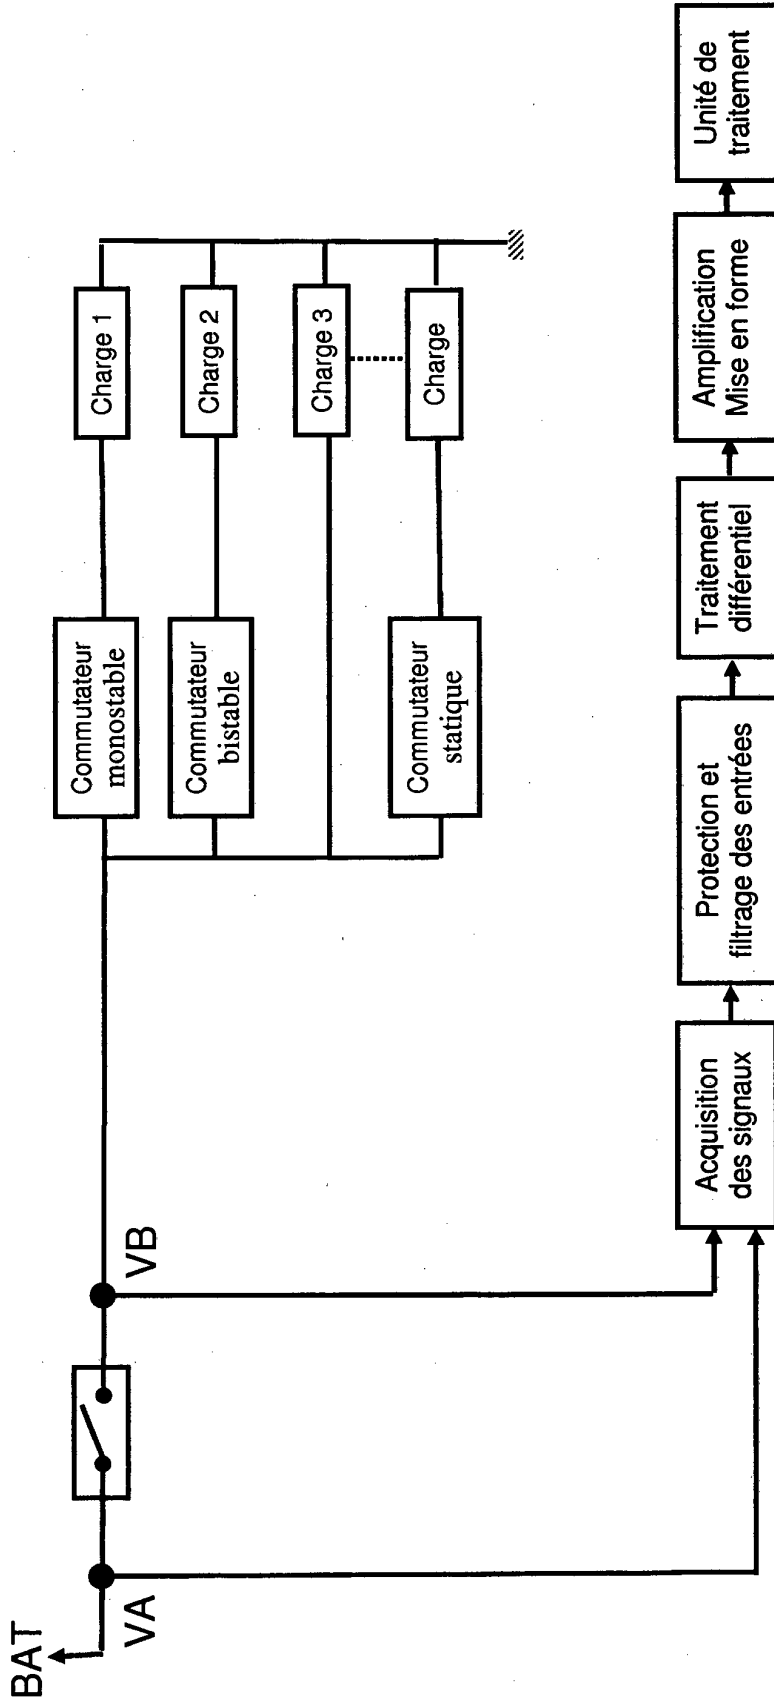 BAT
VA
VB
Commutateur
monostable
Charge 1
Commutateur
bistable
Charge 2
Charge 3
Commutateur
statique
Charge
Acquisition
des signaux
Protection et
filtrage des entrées
Traitement
différentiel
Amplification
Mise en forme
Unité de
traitement